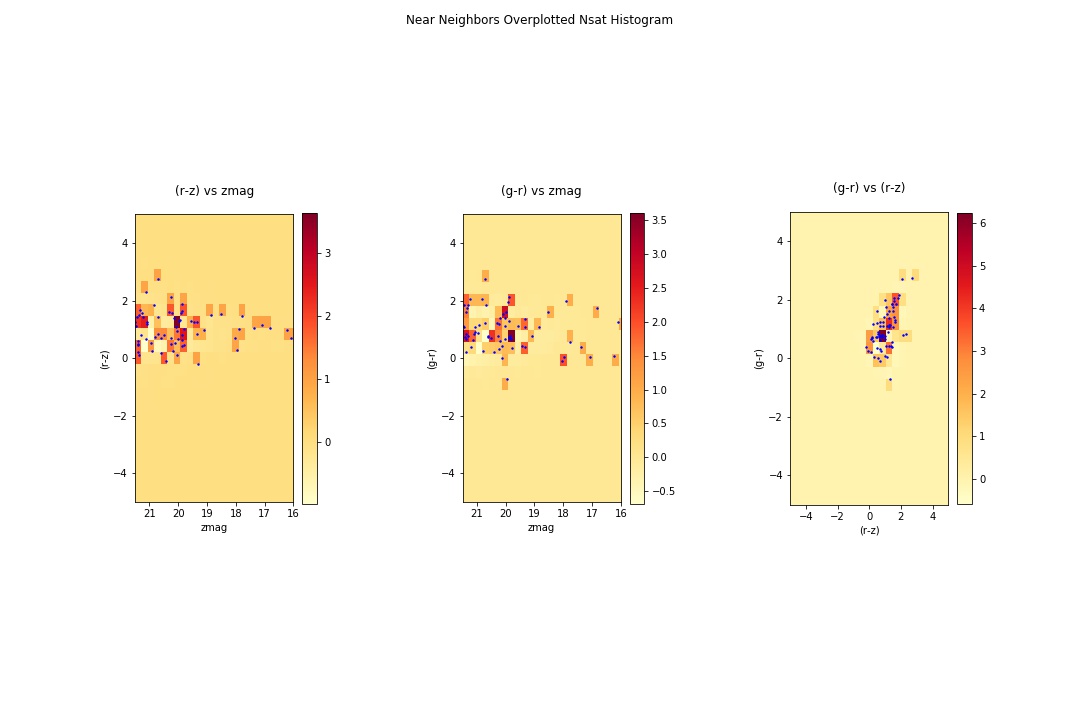 Near Neighbors Overplotted Nsat Histogram
(r-z) vs zmag
4
2
0
−2
−4
(r-z)
21 20 19 18 17 16
zmag
3
2
1
0
(g-r) vs zmag
4
2
0
−2
−4
(g-r)
21 20 19 18 17 16
zmag
3.5
3.0
2.5
2.0
1.5
1.0
0.5
0.0
−0.5
(g-r) vs (r-z)
4
2
0
−2
−4
(g-r)
−4 −2 0 2 4
(r-z)
6
5
4
3
2
1
0